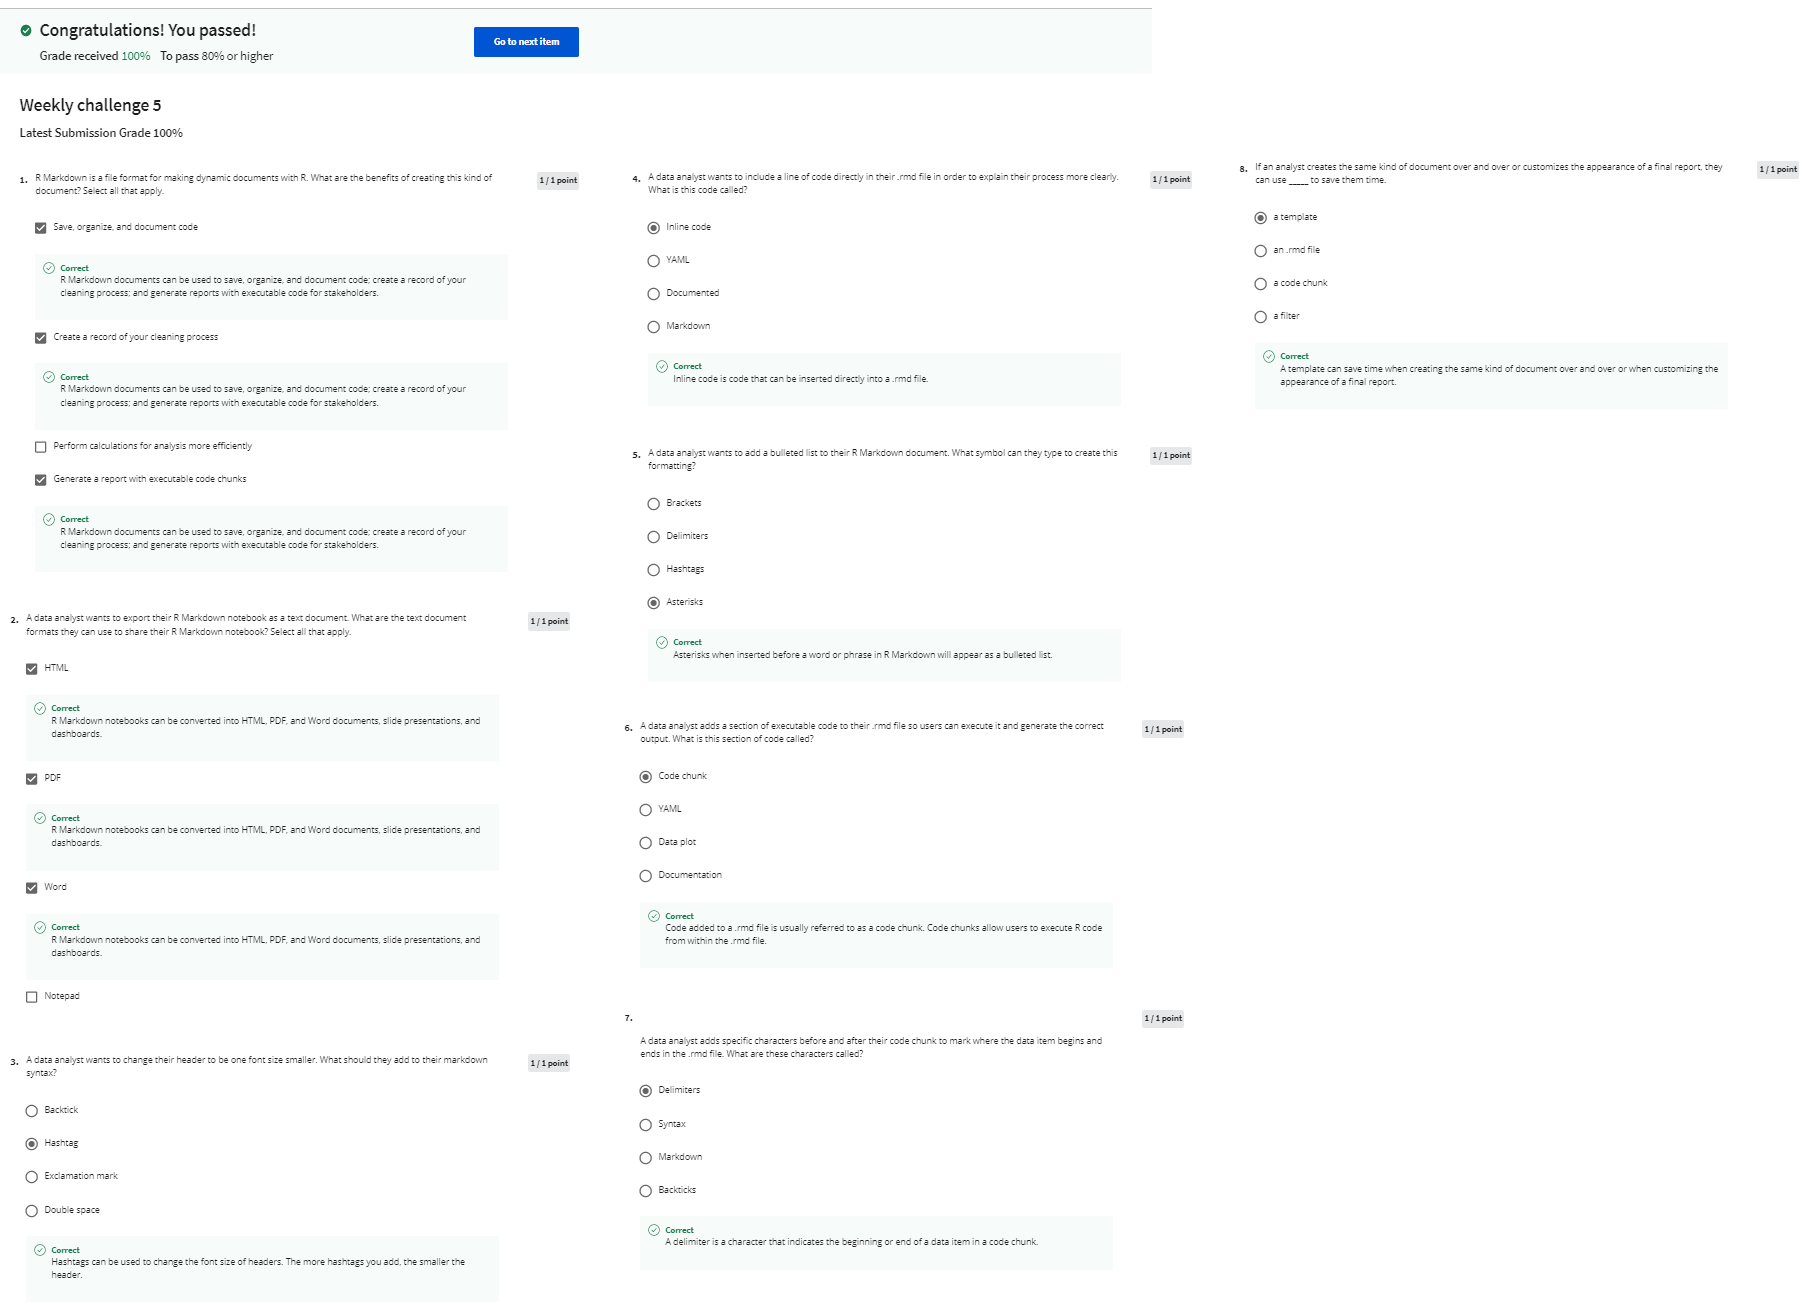 Congratulations! You passed!
Grade received 100% To pass 80% or higher
Go to next item
Weekly challenge 5
Latest Submission Grade 100%
1. R Markdown is a file format for making dynamic documents with R. What are the benefits of creating this kind of
document? Select all that apply.
1 / 1 point
Save, organize, and document code
Correct
R Markdown documents can be used to save, organize, and document code; create a record of your
cleaning process; and generate reports with executable code for stakeholders.
Create a record of your cleaning process
Correct
R Markdown documents can be used to save, organize, and document code; create a record of your
cleaning process; and generate reports with executable code for stakeholders.
Perform calculations for analysis more efficiently
Generate a report with executable code chunks
Correct
R Markdown documents can be used to save, organize, and document code; create a record of your
cleaning process; and generate reports with executable code for stakeholders.
2. A data analyst wants to export their R Markdown notebook as a text document. What are the text document
formats they can use to share their R Markdown notebook? Select all that apply.
1 / 1 point
HTML
Correct
R Markdown notebooks can be converted into HTML, PDF, and Word documents, slide presentations, and
dashboards.
PDF
Correct
R Markdown notebooks can be converted into HTML, PDF, and Word documents, slide presentations, and
dashboards.
Word
Correct
R Markdown notebooks can be converted into HTML, PDF, and Word documents, slide presentations, and
dashboards.
Notepad
3. A data analyst wants to change their header to be one font size smaller. What should they add to their markdown
syntax?
1 / 1 point
Backtick
Hashtag
Exclamation mark
Double space
Correct
Hashtags can be used to change the font size of headers. The more hashtags you add, the smaller the
header.
4. A data analyst wants to include a line of code directly in their .rmd file in order to explain their process more clearly.
What is this code called?
1 / 1 point
Inline code
YAML
Documented
Markdown
Correct
Inline code is code that can be inserted directly into a .rmd file.
5. A data analyst wants to add a bulleted list to their R Markdown document. What symbol can they type to create this
formatting?
1 / 1 point
Brackets
Delimiters
Hashtags
Asterisks
Correct
Asterisks when inserted before a word or phrase in R Markdown will appear as a bulleted list.
6. A data analyst adds a section of executable code to their .rmd file so users can execute it and generate the correct
output. What is this section of code called?
1 / 1 point
Code chunk
YAML
Data plot
Documentation
Correct
Code added to a .rmd file is usually referred to as a code chunk. Code chunks allow users to execute R code
from within the .rmd file.
7.
1 / 1 point
A data analyst adds specific characters before and after their code chunk to mark where the data item begins and
ends in the .rmd file. What are these characters called?
Delimiters
Syntax
Markdown
Backticks
Correct
A delimiter is a character that indicates the beginning or end of a data item in a code chunk.
8. If an analyst creates the same kind of document over and over or customizes the appearance of a final report, they
can use _____ to save them time.
1 / 1 point
a template
an .rmd file
a code chunk
a filter
Correct
A template can save time when creating the same kind of document over and over or when customizing the
appearance of a final report.